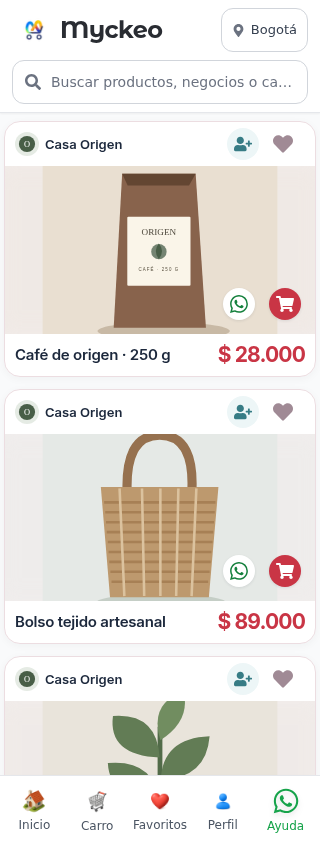 Myckeo
Bogotá
Buscar productos, negocios o ca…
O
Casa Origen
ORIGEN
CAFÉ · 250 G
Café de origen · 250 g
$ 28.000
O
Casa Origen
Bolso tejido artesanal
$ 89.000
O
Casa Origen
Inicio
Carro
Favoritos
Perfil
Ayuda